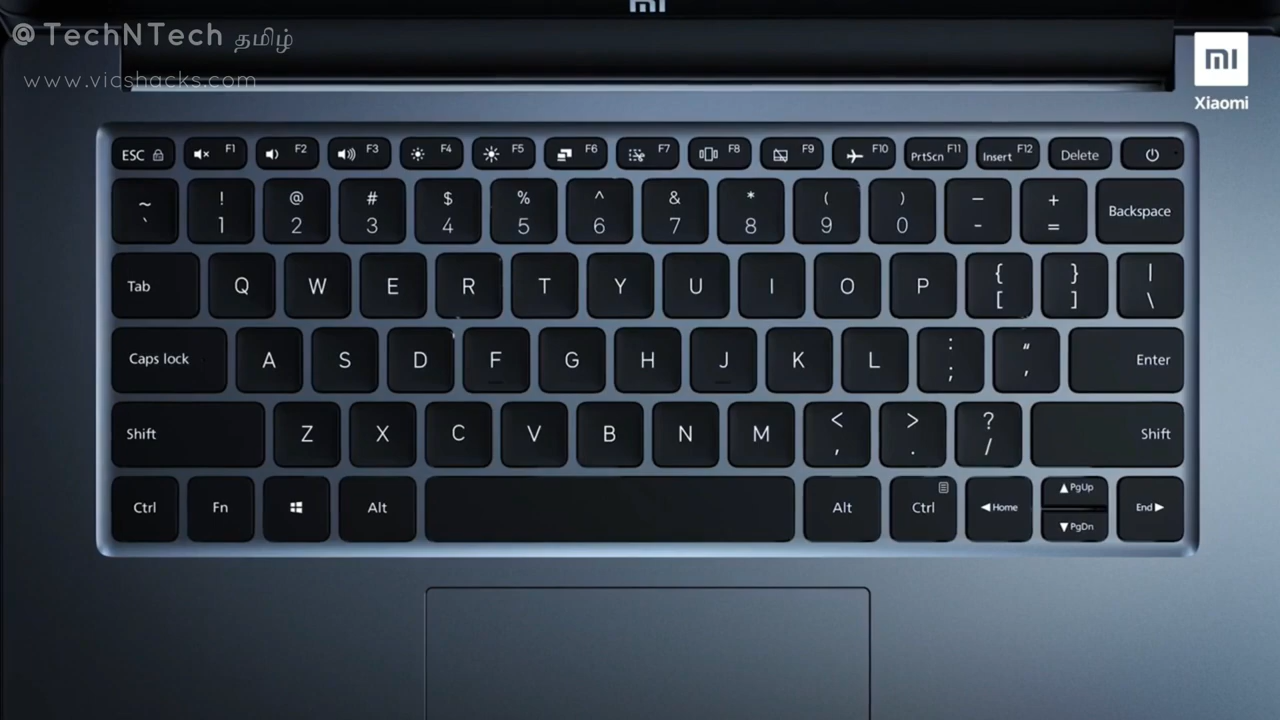 mi
@TechNTech தமிழ்
www.vicshacks.com
mi
Xiaomi
ESC F1 F2 F3 F4 F5 F6 F7 F8 F9 F10 PrtScn F11 Insert F12 Delete
~ ! @ # $ % ^ & * ( ) _ +
` 1 2 3 4 5 6 7 8 9 0 - = Backspace
Tab Q W E R T Y U I O P { [ } ] | \
Caps lock A S D F G H J K L : ; “ ‚ Enter
Shift Z X C V B N M < , > . ? / Shift
Ctrl Fn Alt Alt Ctrl ◀Home ▲PgUp ▼PgDn End▶